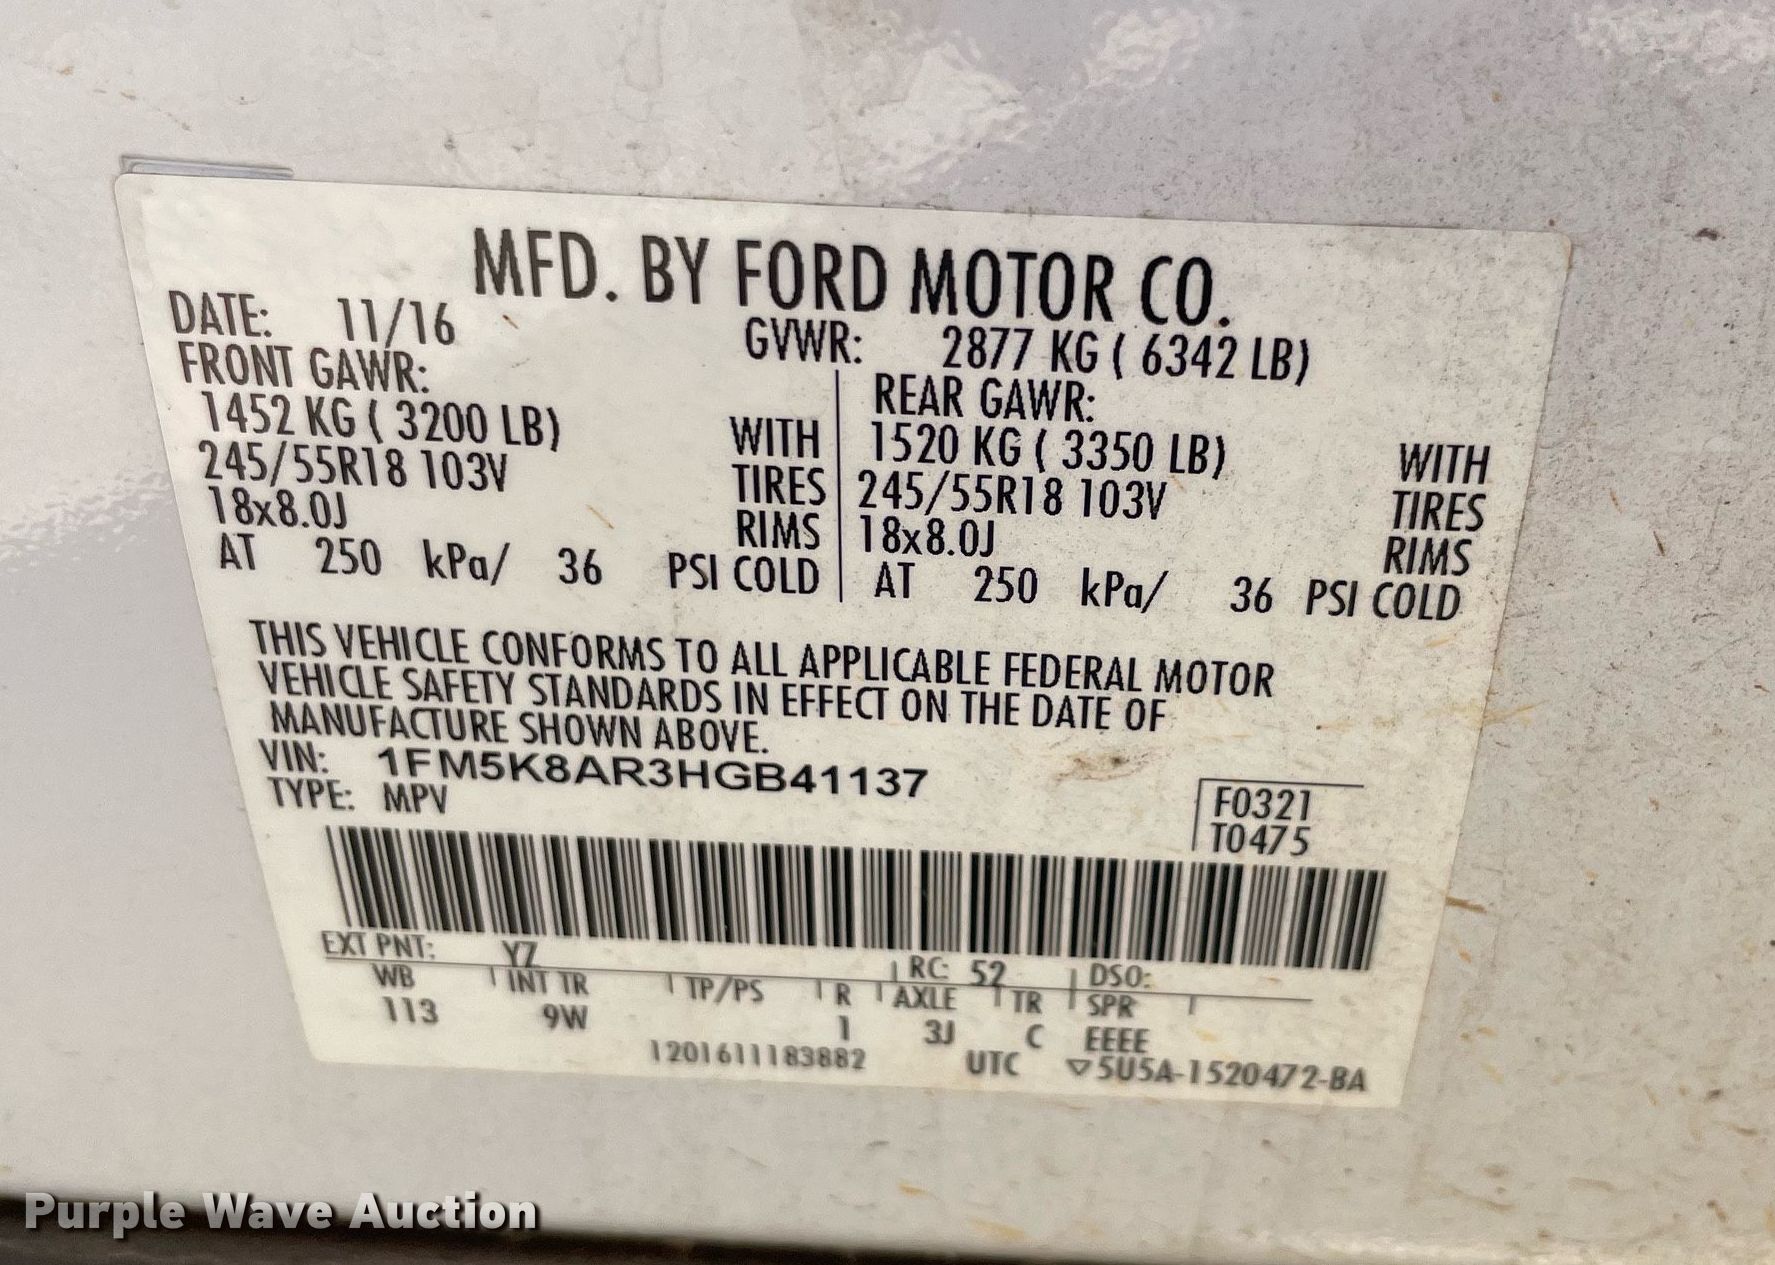 MFD. BY FORD MOTOR CO.
DATE: 11/16 GVWR: 2877 KG ( 6342 LB)
FRONT GAWR: REAR GAWR:
1452 KG ( 3200 LB) WITH 1520 KG ( 3350 LB) WITH
245/55R18 103V TIRES 245/55R18 103V TIRES
18x8.0J RIMS 18x8.0J RIMS
AT 250 kPa/ 36 PSI COLD AT 250 kPa/ 36 PSI COLD
THIS VEHICLE CONFORMS TO ALL APPLICABLE FEDERAL MOTOR
VEHICLE SAFETY STANDARDS IN EFFECT ON THE DATE OF
MANUFACTURE SHOWN ABOVE.
VIN: 1FM5K8AR3HGB41137
TYPE: MPV
F0321
T0475
EXT PNT: YZ RC: 52 DSO:
WB INT TR TP/PS R AXLE TR SPR
113 9W 1 3J C EEEE
1201611183882 UTC ▽5U5A-1520472-BA
Purple Wave Auction